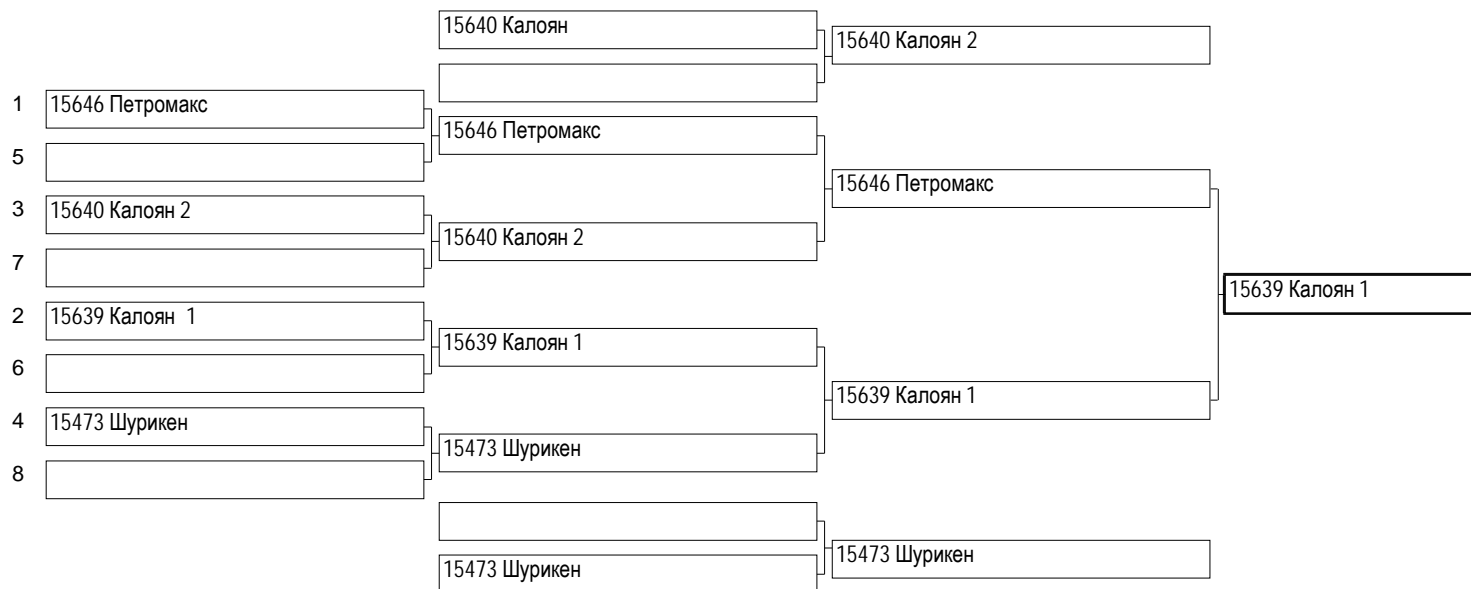 15640 Калоян
15640 Калоян 2
1 15646 Петромакс
15646 Петромакс
5
15646 Петромакс
3 15640 Калоян 2
15640 Калоян 2
7
15639 Калоян 1
2 15639 Калоян  1
15639 Калоян 1
6
15639 Калоян 1
4 15473 Шурикен
15473 Шурикен
8
15473 Шурикен
15473 Шурикен